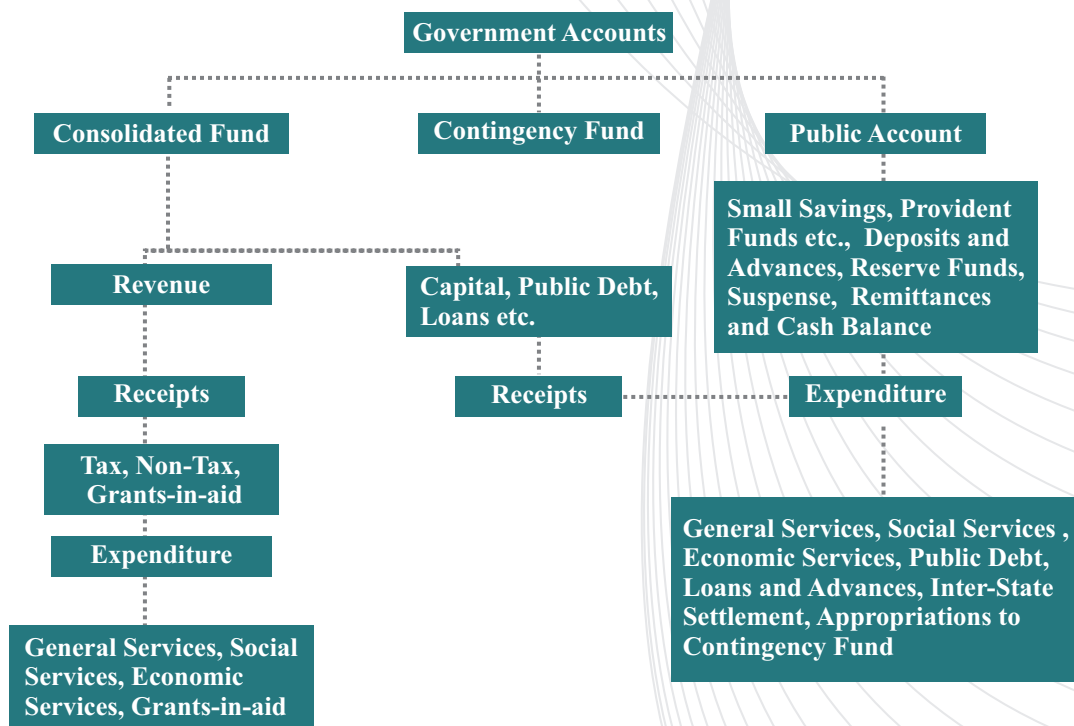 Government Accounts
Consolidated Fund
Contingency Fund
Public Account
Small Savings, Provident
Funds etc., Deposits and
Advances, Reserve Funds,
Suspense, Remittances
and Cash Balance
Revenue
Capital, Public Debt,
Loans etc.
Receipts
Receipts
Expenditure
Tax, Non-Tax,
Grants-in-aid
Expenditure
General Services, Social Services ,
Economic Services, Public Debt,
Loans and Advances, Inter-State
Settlement, Appropriations to
Contingency Fund
General Services, Social
Services, Economic
Services, Grants-in-aid